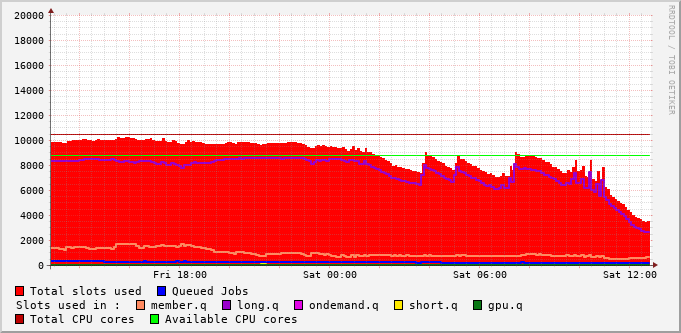 20000
18000
16000
14000
12000
10000
8000
6000
4000
2000
0
Fri 18:00 Sat 00:00 Sat 06:00 Sat 12:00
RRDTOOL / TOBI OETIKER
Total slots used Queued Jobs
Slots used in : member.q long.q ondemand.q short.q gpu.q
Total CPU cores Available CPU cores